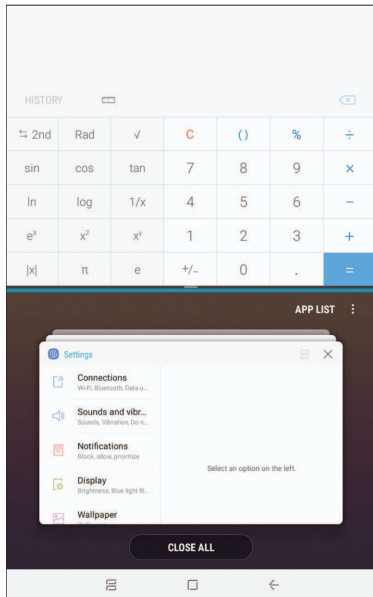 HISTORY
⇆ 2nd Rad √ C ( ) % ÷
sin cos tan 7 8 9 ×
ln log 1/x 4 5 6 −
eˣ x² xʸ 1 2 3 +
|x| π e +/− 0 . =
APP LIST
Settings
Connections
Wi-Fi, Bluetooth, Data u...
Sounds and vibr...
Sounds, Vibration, Do n...
Notifications
Block, allow, prioritize
Display
Brightness, Blue light fil...
Wallpaper
Select an option on the left.
CLOSE ALL